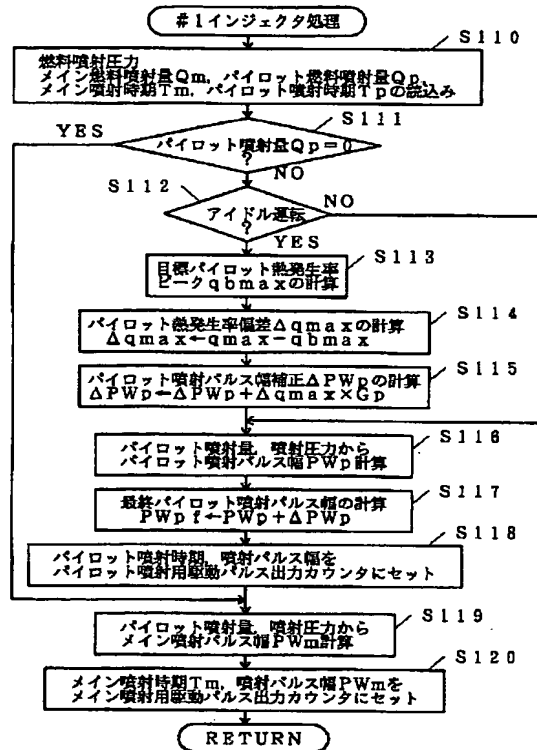 #1インジェクタ処理
S110
燃料噴射圧力
メイン燃料噴射量Qm，パイロット燃料噴射量Qp，
メイン噴射時期Tm，パイロット噴射時期Tpの読込み
YES
S111
パイロット噴射量Qp=0
?
NO
S112
アイドル運転
?
NO
YES
S113
目標パイロット熱発生率
ピークqbmaxの計算
S114
パイロット熱発生率偏差Δqmaxの計算
Δqmax←qmax−qbmax
S115
パイロット噴射パルス幅補正ΔPWpの計算
ΔPWp←ΔPWp+Δqmax×Gp
S116
パイロット噴射量，噴射圧力から
パイロット噴射パルス幅PWp計算
S117
最終パイロット噴射パルス幅の計算
PWpf←PWp+ΔPWp
S118
パイロット噴射時期，噴射パルス幅を
パイロット噴射用駆動パルス出力カウンタにセット
S119
パイロット噴射量，噴射圧力から
メイン噴射パルス幅PWm計算
S120
メイン噴射時期Tm，噴射パルス幅PWmを
メイン噴射用駆動パルス出力カウンタにセット
RETURN